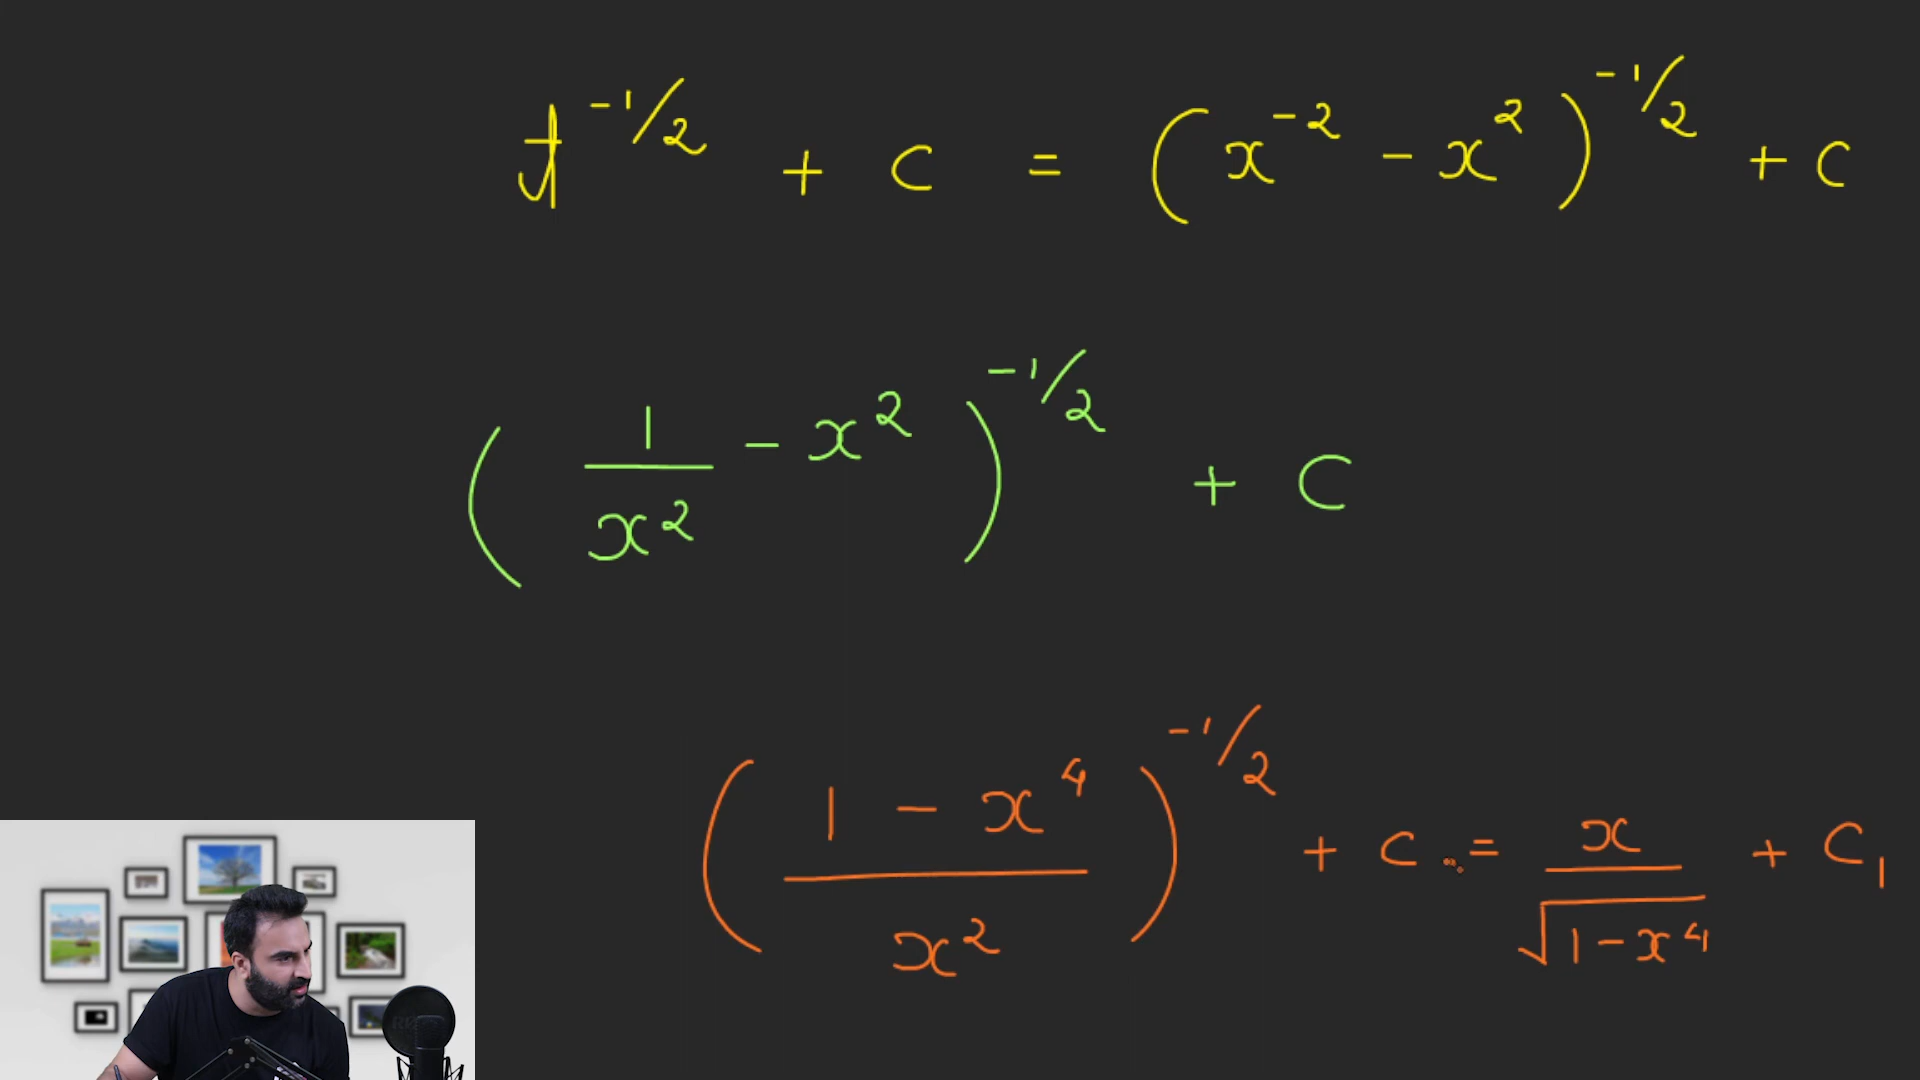 t^{-1/2} + C = (x^{-2} - x^2)^{-1/2} + C
(1/x^2 - x^2)^{-1/2} + C
((1 - x^4)/x^2)^{-1/2} + C = x/√(1 - x^4) + C_1